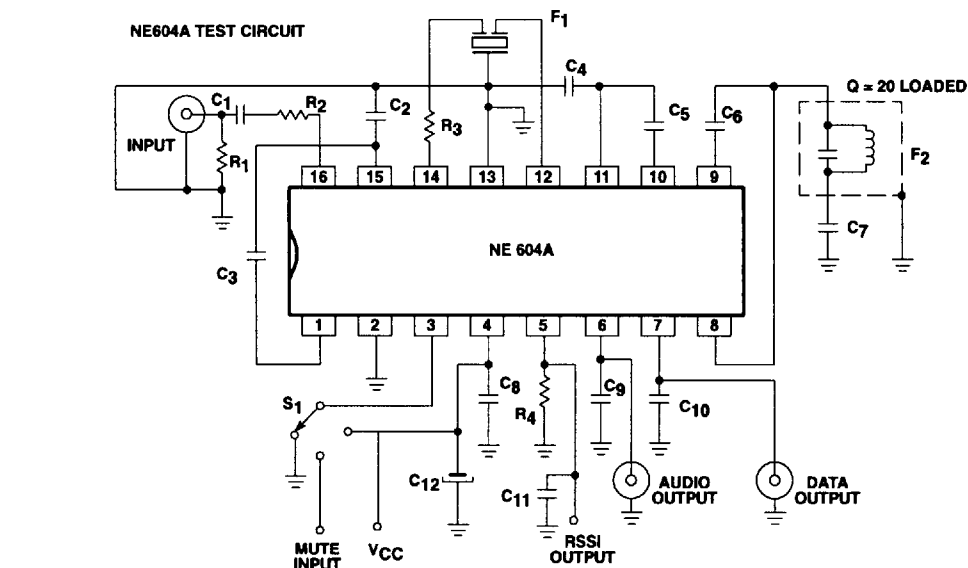 NE604A TEST CIRCUIT
F1
C4
Q = 20 LOADED
C1
R2
C2
R3
C5
C6
INPUT
R1
F2
16
15
14
13
12
11
10
9
C7
NE 604A
C3
1
2
3
4
5
6
7
8
S1
C8
R4
C9
C10
C12
C11
AUDIO
OUTPUT
DATA
OUTPUT
MUTE
INPUT
VCC
RSSI
OUTPUT